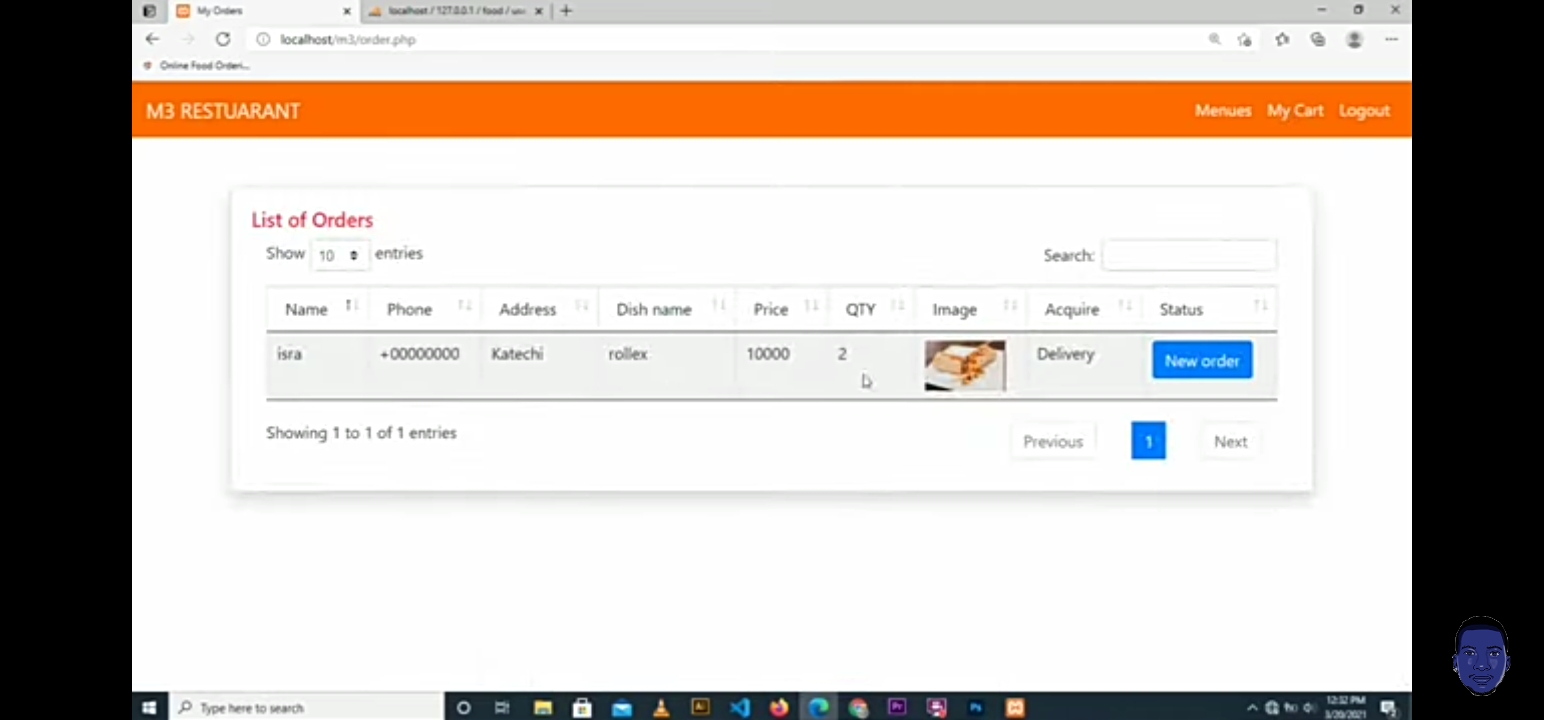 My Orders
localhost / 127.0.0.1 / food /
localhost/m3/order.php
Online Food Orderi...
M3 RESTUARANT
Menues My Cart Logout
List of Orders
Show 10 entries
Search:
Name Phone Address Dish name Price QTY Image Acquire Status
isra +00000000 Katechi rollex 10000 2 Delivery New order
Showing 1 to 1 of 1 entries
Previous 1 Next
Type here to search
12:32 PM
3/20/2021